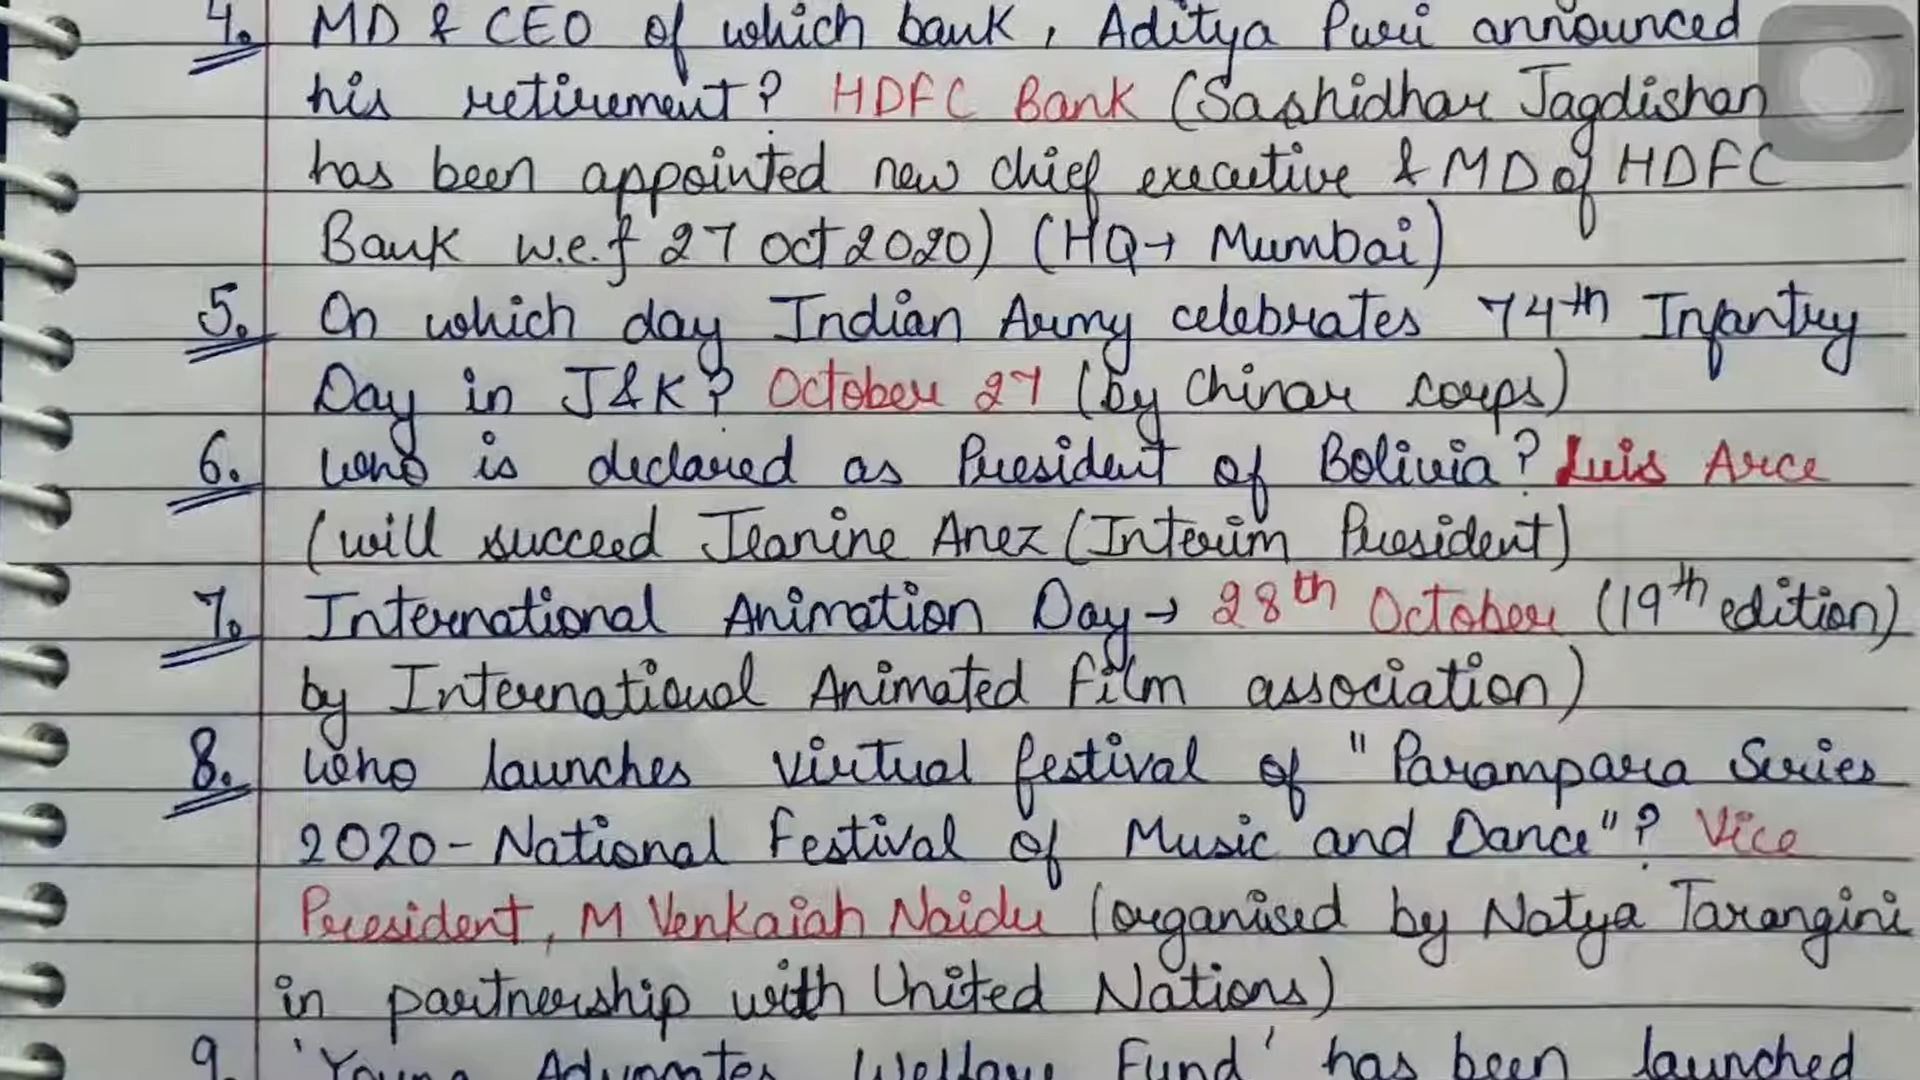 4. MD & CEO of which bank, Aditya Puri announced
his retirement? HDFC Bank (Sashidhar Jagdishan
has been appointed new chief executive & MD of HDFC
Bank w.e.f 27 Oct 2020) (HQ→ Mumbai)
5. On which day Indian Army celebrates 74th Infantry
Day in J&K? October 27 (by Chinar corps)
6. Who is declared as President of Bolivia? Luis Arce
(will succeed Jeanine Anez (Interim President)
7. International Animation Day→ 28th October (19th edition)
by International Animated Film association)
8. Who launches virtual festival of "Parampara Series
2020-National Festival of Music and Dance"? Vice
President, M Venkaiah Naidu (organised by Natya Tarangini
in partnership with United Nations)
9. 'Young Advocates Welfare Fund' has been launched